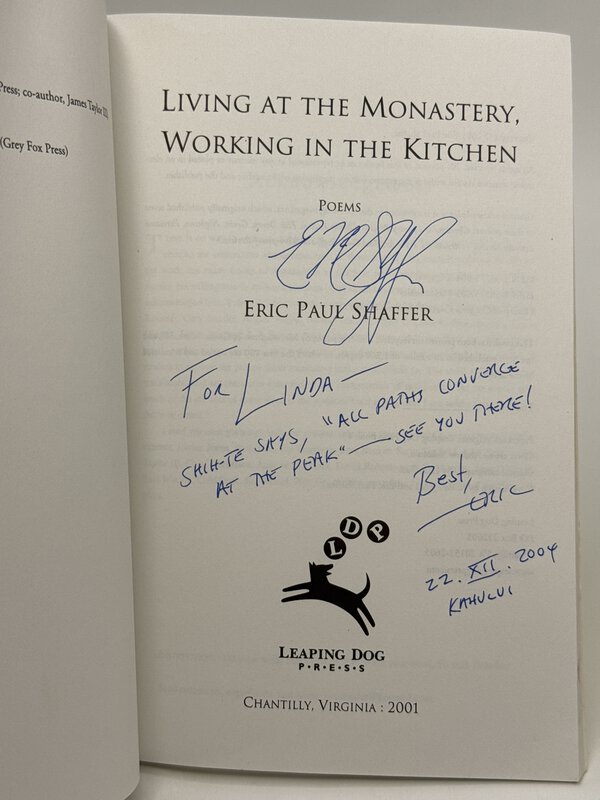 Press; co-author, James Taylor III
(Grey Fox Press)
LIVING AT THE MONASTERY,
WORKING IN THE KITCHEN
POEMS
ERIC PAUL SHAFFER
FOR LINDA —
SHIH-TE SAYS, "ALL PATHS CONVERGE
AT THE PEAK" — SEE YOU THERE!
Best,
— ERIC
22. XII. 2004
KAHULUI
LDP
LEAPING DOG
P·R·E·S·S
CHANTILLY, VIRGINIA : 2001